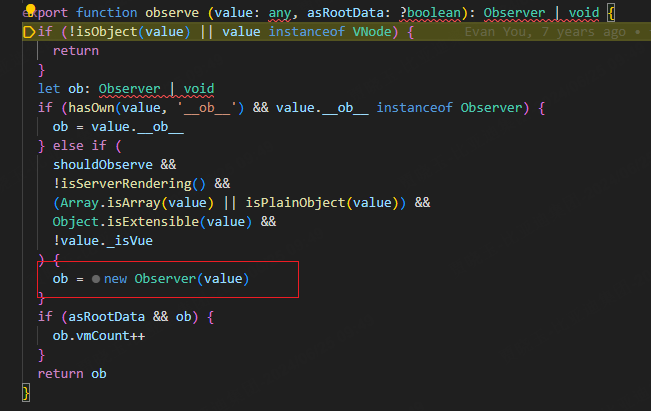 export function observe (value: any, asRootData: ?boolean): Observer | void {
if (!isObject(value) || value instanceof VNode) { Evan You, 7 years ago •
return
}
let ob: Observer | void
if (hasOwn(value, '__ob__') && value.__ob__ instanceof Observer) {
ob = value.__ob__
} else if (
shouldObserve &&
!isServerRendering() &&
(Array.isArray(value) || isPlainObject(value)) &&
Object.isExtensible(value) &&
!value._isVue
) {
ob = new Observer(value)
}
if (asRootData && ob) {
ob.vmCount++
}
return ob
}